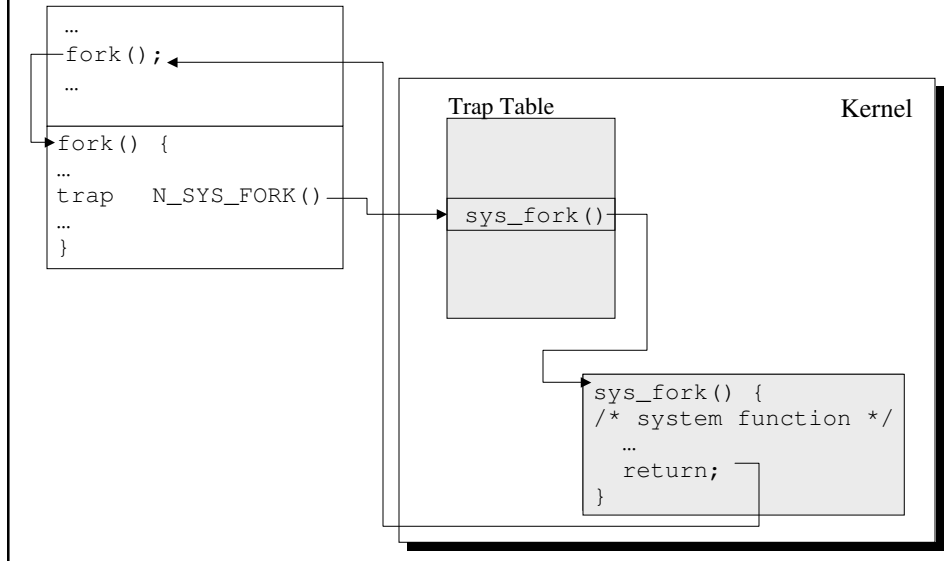 …
fork();
…
fork() {
…
trap N_SYS_FORK()
…
}
Trap Table
Kernel
sys_fork()
sys_fork() {
/* system function */
…
return;
}